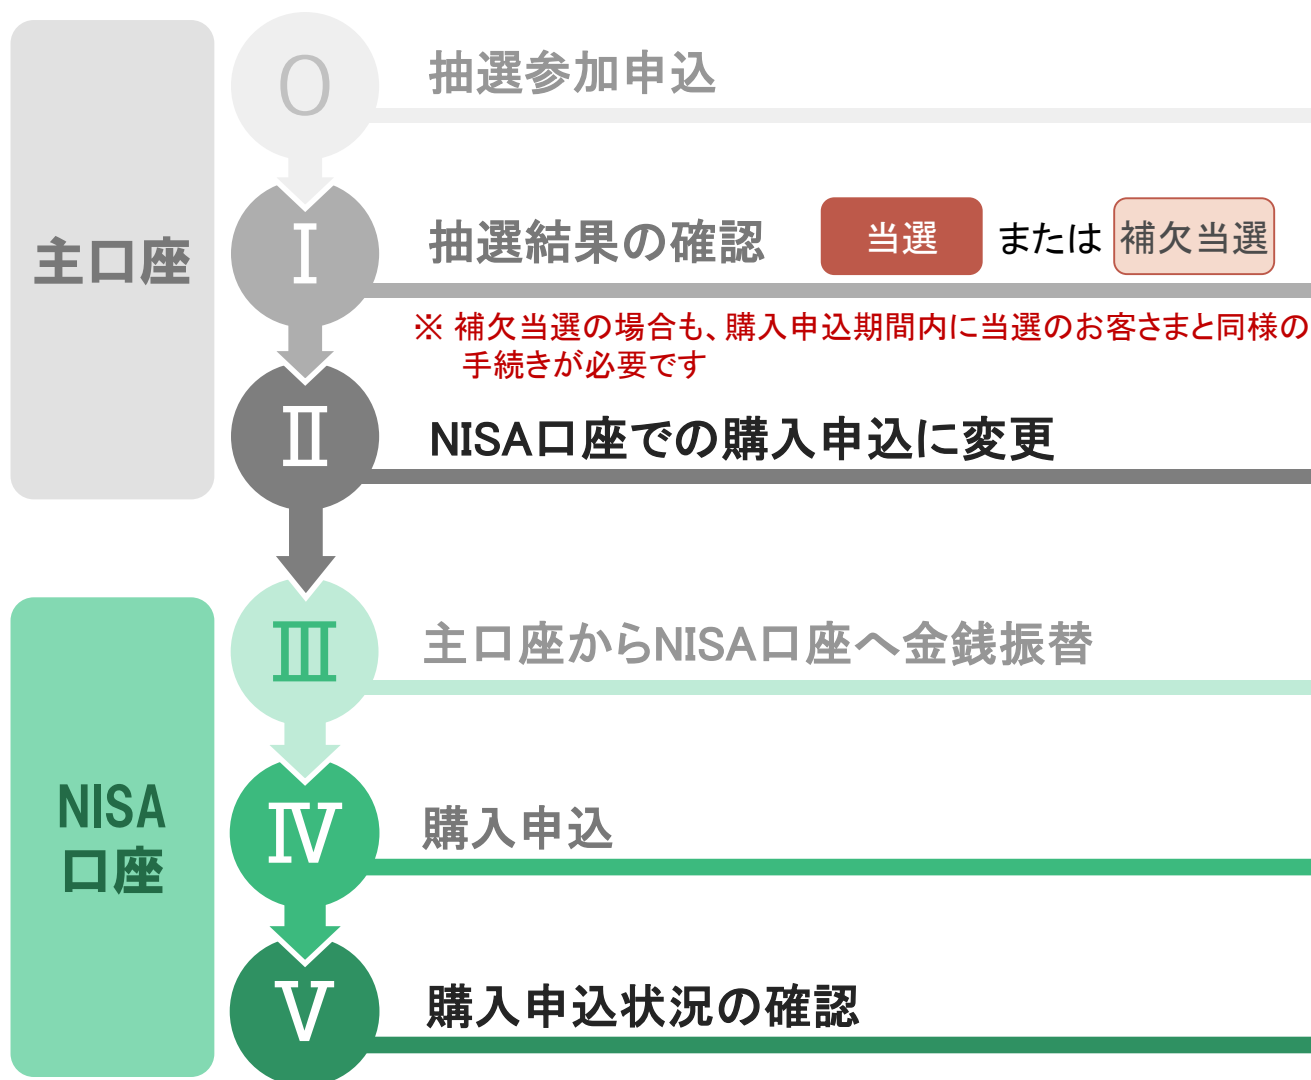 主口座
0
抽選参加申込
Ⅰ
抽選結果の確認 当選 または 補欠当選
※ 補欠当選の場合も、購入申込期間内に当選のお客さまと同様の
手続きが必要です
Ⅱ
NISA口座での購入申込に変更
NISA
口座
Ⅲ
主口座からNISA口座へ金銭振替
Ⅳ
購入申込
Ⅴ
購入申込状況の確認